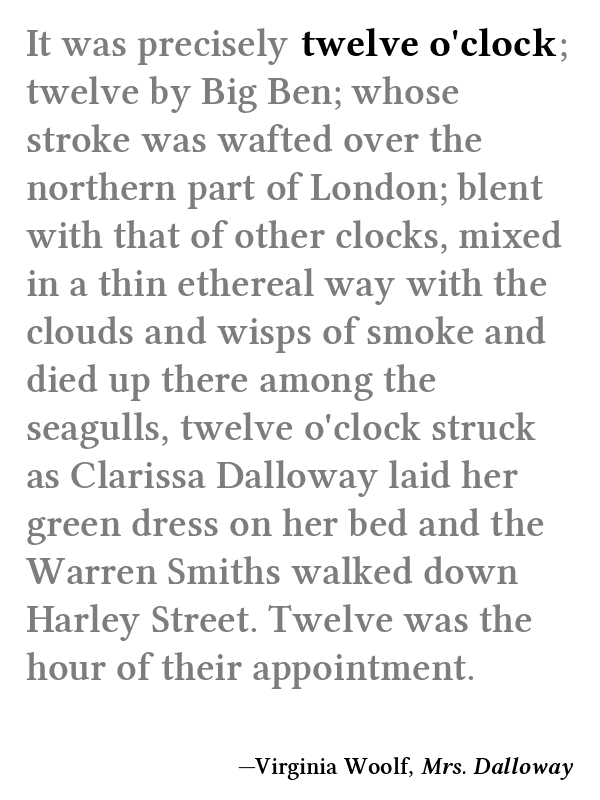 It was precisely twelve o'clock;
twelve by Big Ben; whose
stroke was wafted over the
northern part of London; blent
with that of other clocks, mixed
in a thin ethereal way with the
clouds and wisps of smoke and
died up there among the
seagulls, twelve o'clock struck
as Clarissa Dalloway laid her
green dress on her bed and the
Warren Smiths walked down
Harley Street. Twelve was the
hour of their appointment.
—Virginia Woolf, Mrs. Dalloway